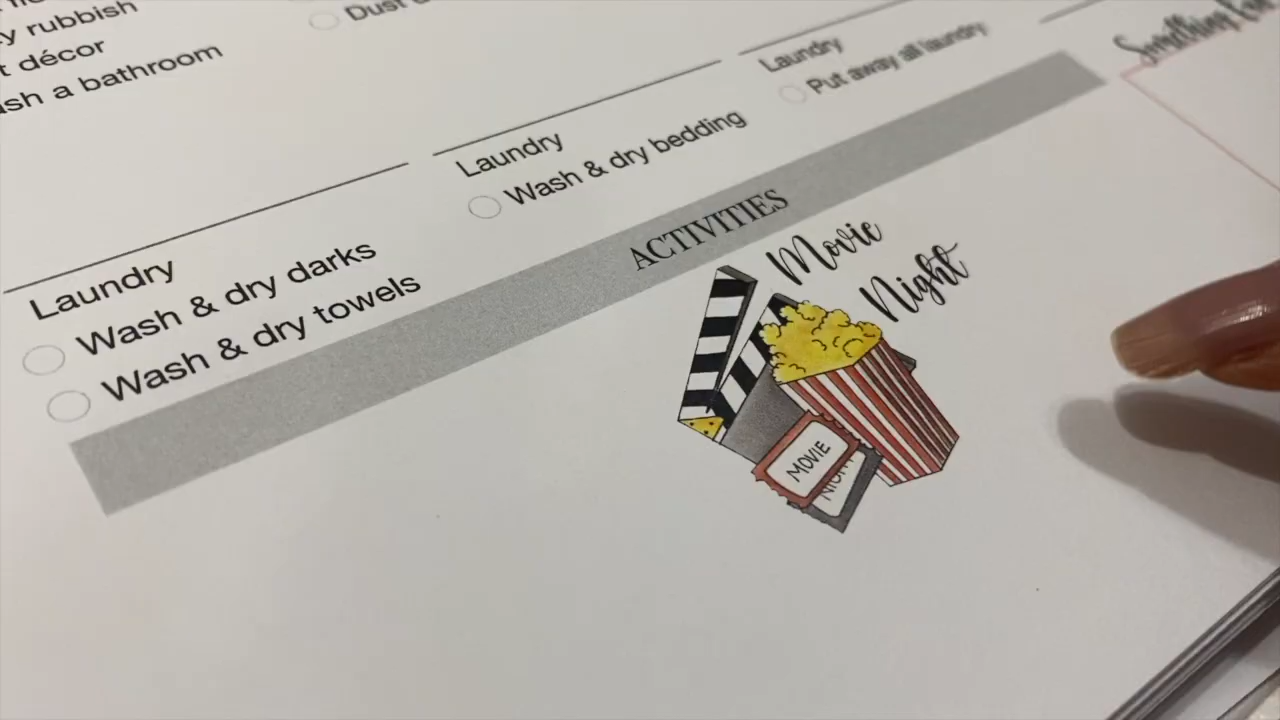 y rubbish
t décor
sh a bathroom
Dust
Laundry
Wash & dry darks
Wash & dry towels
Laundry
Wash & dry bedding
Laundry
Put away all laundry
Something
ACTIVITIES
Movie
Night
MOVIE